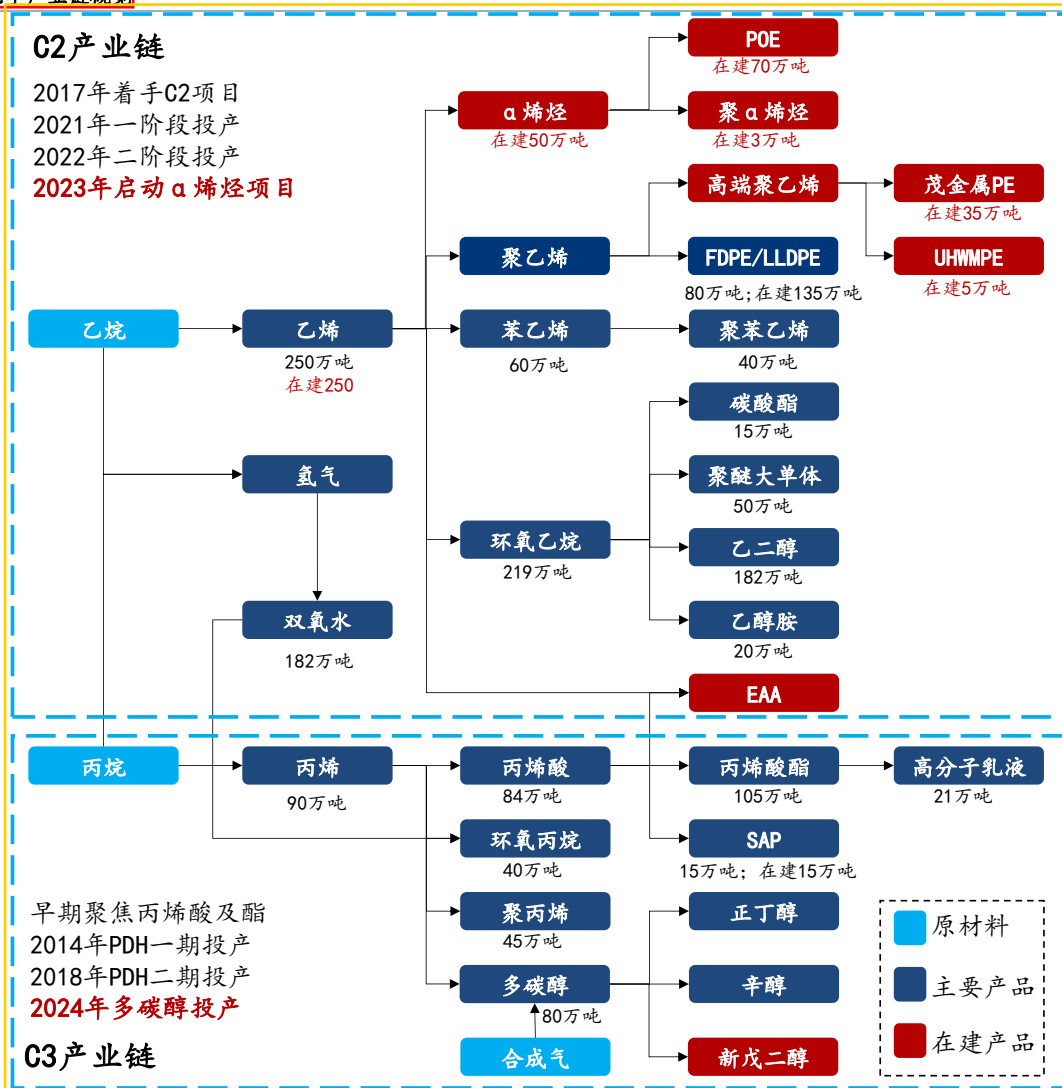 C2产业链
2017年着手C2项目
2021年一阶段投产
2022年二阶段投产
2023年启动α烯烃项目
POE
在建70万吨
α烯烃
在建50万吨
聚α烯烃
在建3万吨
高端聚乙烯
茂金属PE
在建35万吨
聚乙烯
FDPE/LLDPE
80万吨;在建135万吨
UHWMPE
在建5万吨
乙烷
乙烯
250万吨
在建250
苯乙烯
60万吨
聚苯乙烯
40万吨
碳酸酯
15万吨
氢气
聚醚大单体
50万吨
环氧乙烷
219万吨
乙二醇
182万吨
双氧水
182万吨
乙醇胺
20万吨
EAA
丙烷
丙烯
90万吨
丙烯酸
84万吨
丙烯酸酯
105万吨
高分子乳液
21万吨
环氧丙烷
40万吨
SAP
15万吨；在建15万吨
聚丙烯
45万吨
正丁醇
多碳醇
80万吨
辛醇
合成气
新戊二醇
早期聚焦丙烯酸及酯
2014年PDH一期投产
2018年PDH二期投产
2024年多碳醇投产
C3产业链
原材料
主要产品
在建产品